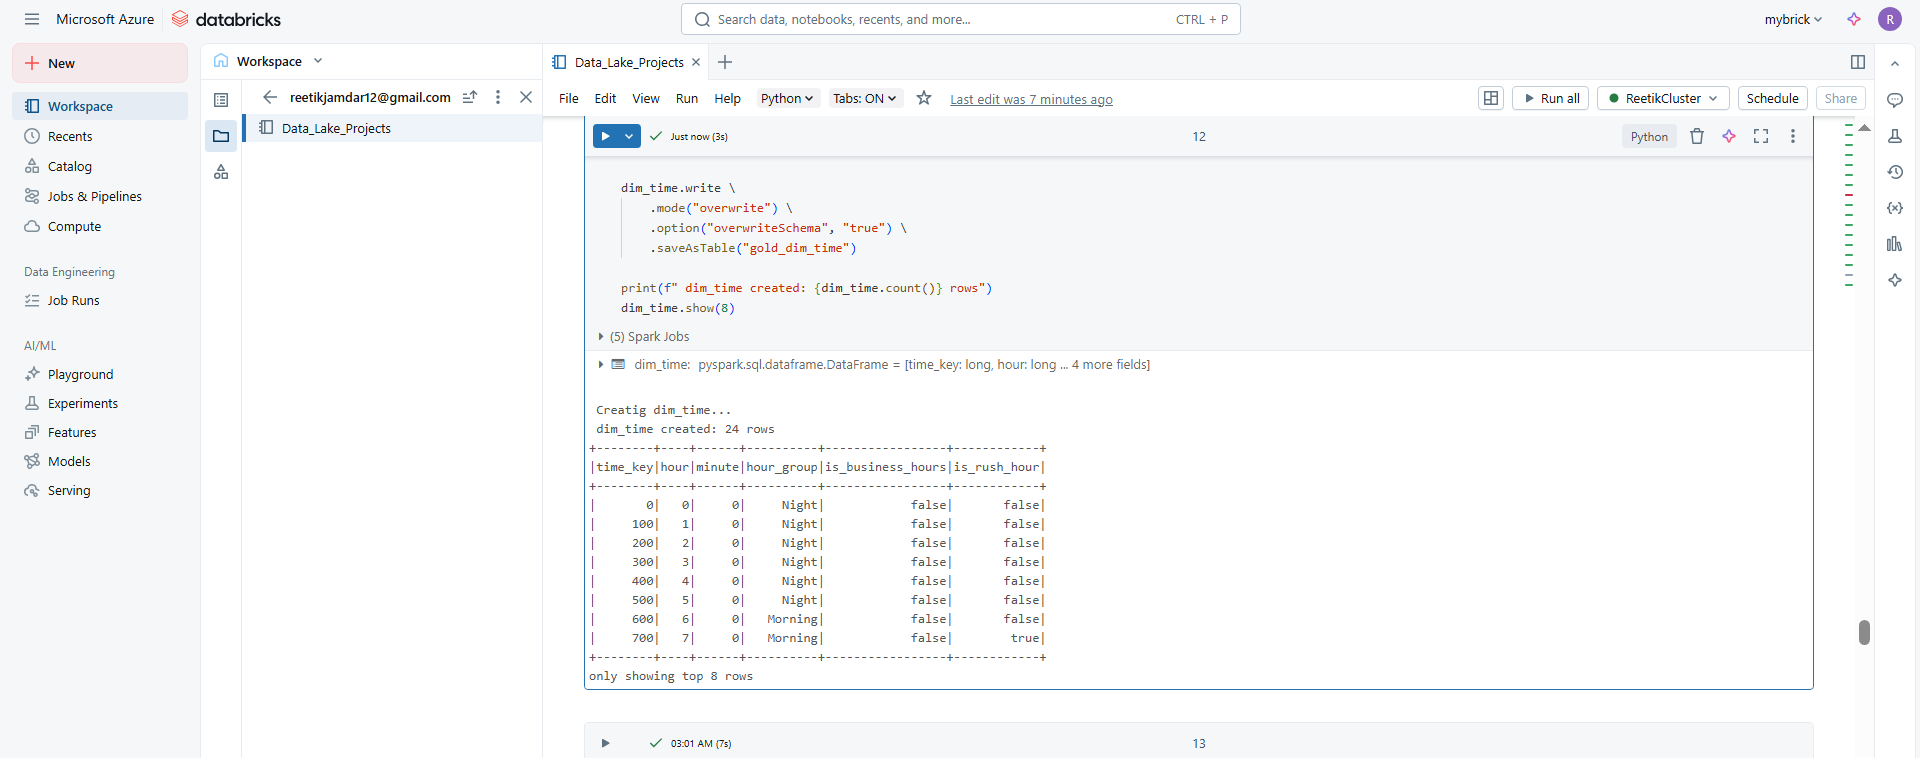 Microsoft Azure databricks
Search data, notebooks, recents, and more... CTRL + P
mybrick R
New
Workspace
Recents
Catalog
Jobs & Pipelines
Compute
Data Engineering
Job Runs
AI/ML
Playground
Experiments
Features
Models
Serving
Workspace
reetikjamdar12@gmail.com
Data_Lake_Projects
Data_Lake_Projects
File Edit View Run Help Python Tabs: ON Last edit was 7 minutes ago Run all ReetikCluster Schedule Share
Just now (3s) 12 Python
dim_time.write \
.mode("overwrite") \
.option("overwriteSchema", "true") \
.saveAsTable("gold_dim_time")
print(f" dim_time created: {dim_time.count()} rows")
dim_time.show(8)
(5) Spark Jobs
dim_time: pyspark.sql.dataframe.DataFrame = [time_key: long, hour: long ... 4 more fields]
Creatig dim_time...
dim_time created: 24 rows
+--------+----+------+----------+-----------------+------------+
|time_key|hour|minute|hour_group|is_business_hours|is_rush_hour|
+--------+----+------+----------+-----------------+------------+
|       0|   0|     0|     Night|            false|       false|
|     100|   1|     0|     Night|            false|       false|
|     200|   2|     0|     Night|            false|       false|
|     300|   3|     0|     Night|            false|       false|
|     400|   4|     0|     Night|            false|       false|
|     500|   5|     0|     Night|            false|       false|
|     600|   6|     0|   Morning|            false|       false|
|     700|   7|     0|   Morning|            false|        true|
+--------+----+------+----------+-----------------+------------+
only showing top 8 rows
03:01 AM (7s) 13